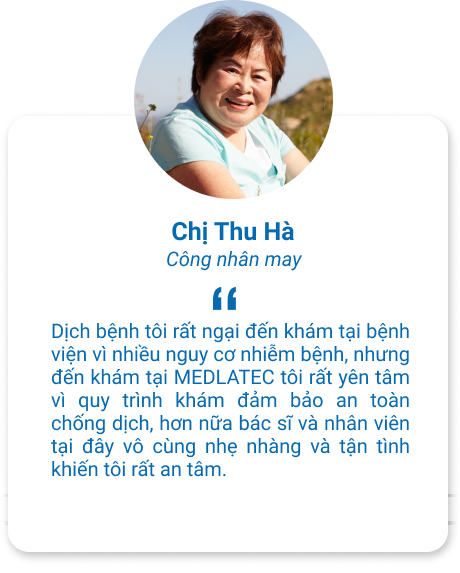 Chị Thu Hà
Công nhân may
“
Dịch bệnh tôi rất ngại đến khám tại bệnh
viện vì nhiều nguy cơ nhiễm bệnh, nhưng
đến khám tại MEDLATEC tôi rất yên tâm
vì quy trình khám đảm bảo an toàn
chống dịch, hơn nữa bác sĩ và nhân viên
tại đây vô cùng nhẹ nhàng và tận tình
khiến tôi rất an tâm.